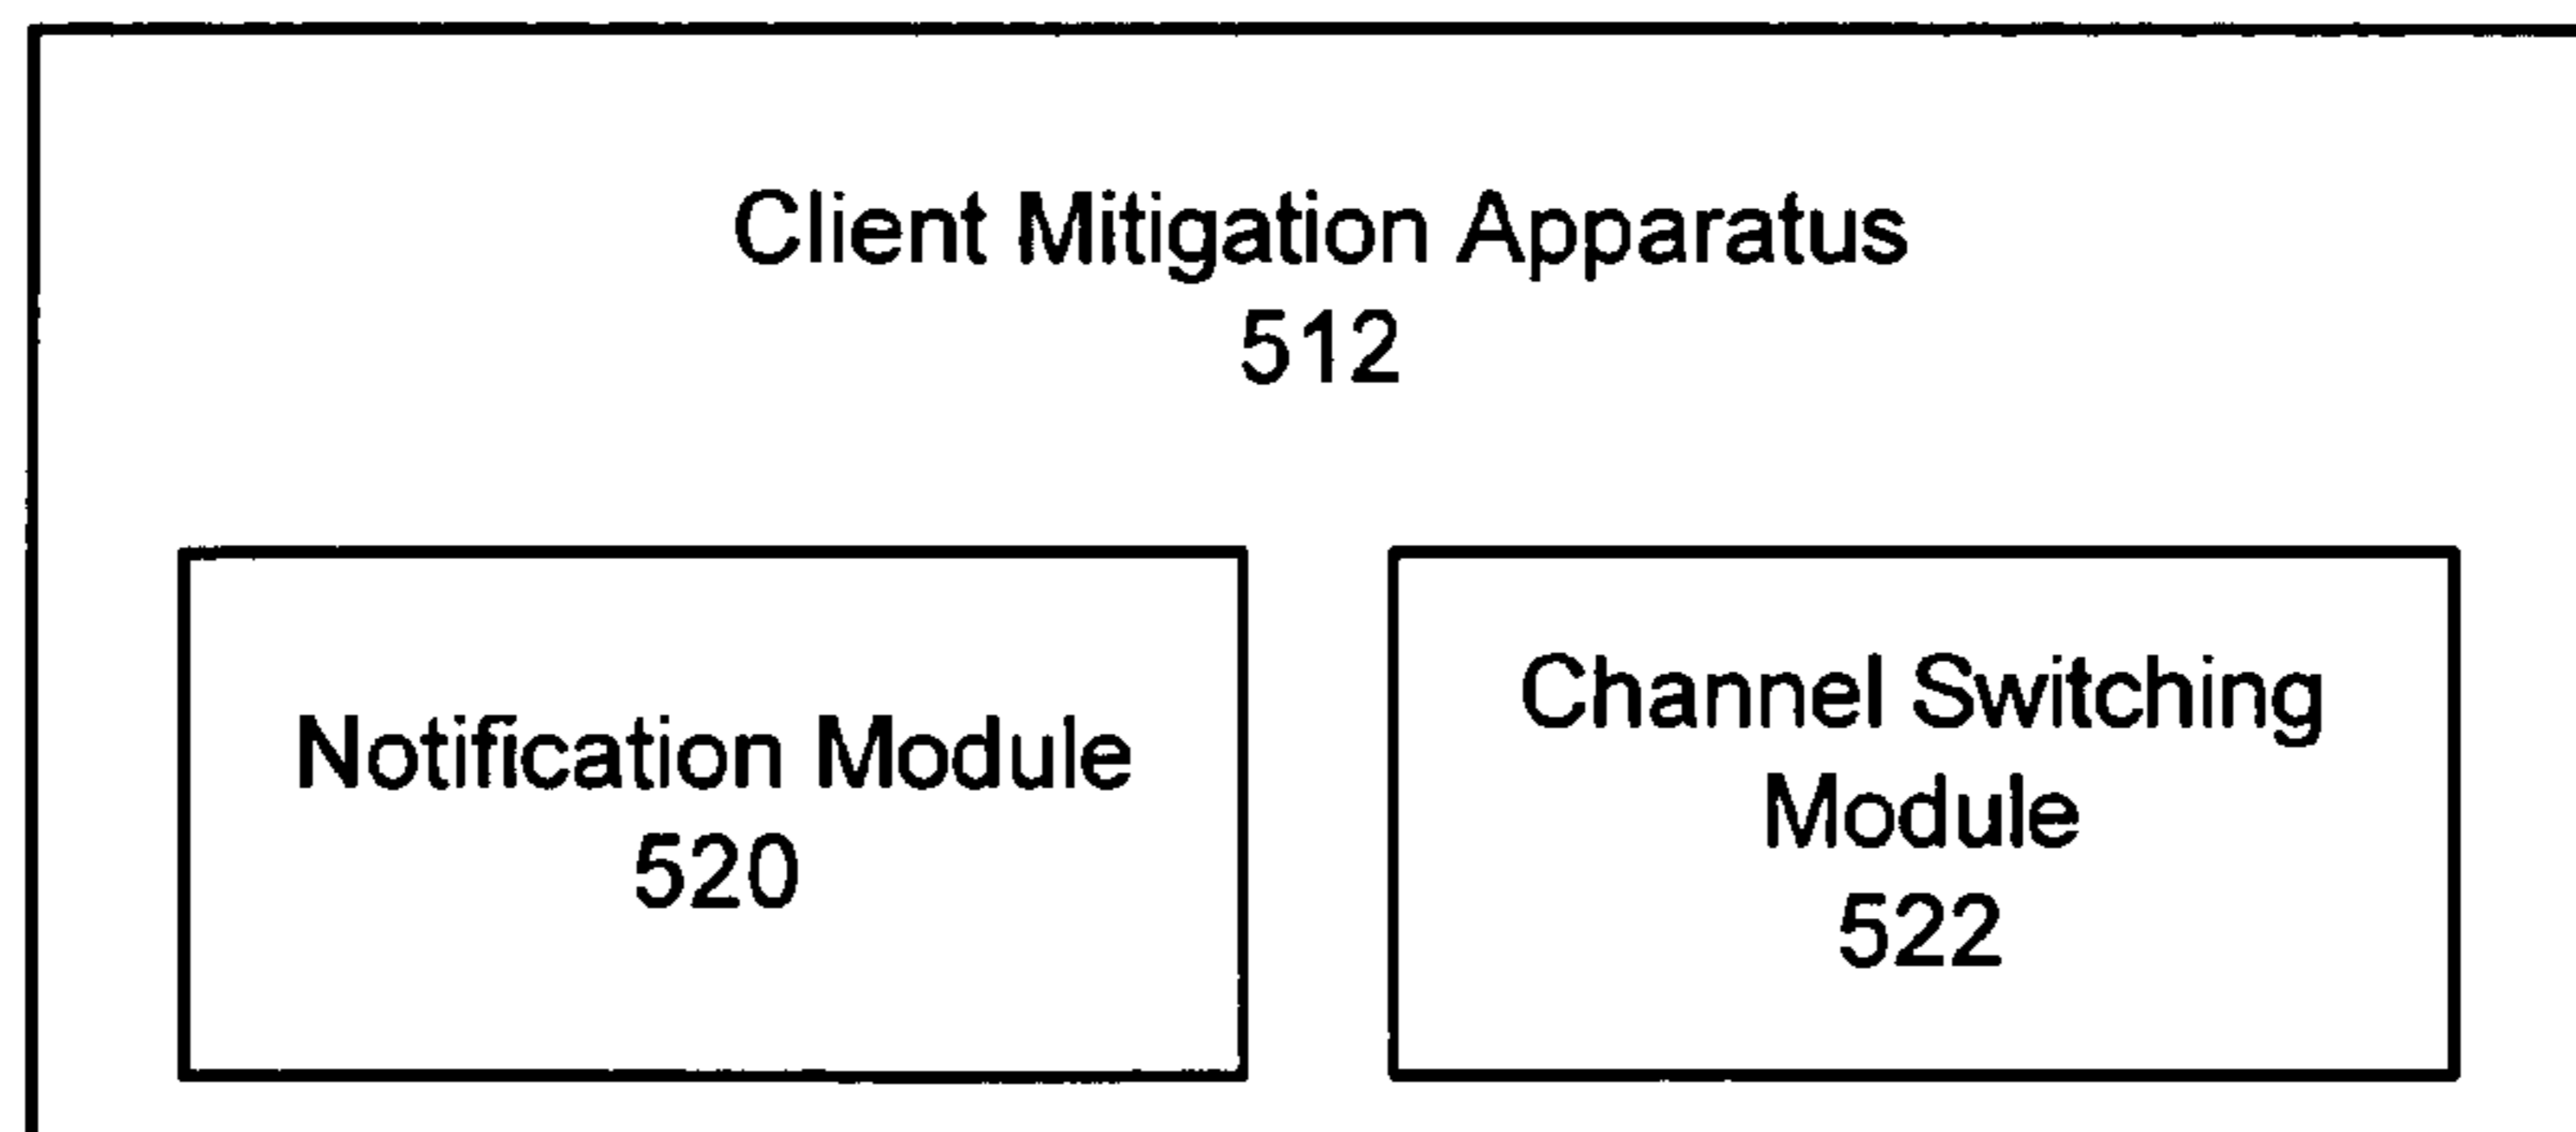 Client Mitigation Apparatus
512
Notification Module
520
Channel Switching
Module
522